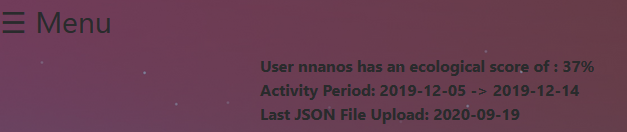 ☰ Menu
User nnanos has an ecological score of : 37%
Activity Period: 2019-12-05 -> 2019-12-14
Last JSON File Upload: 2020-09-19